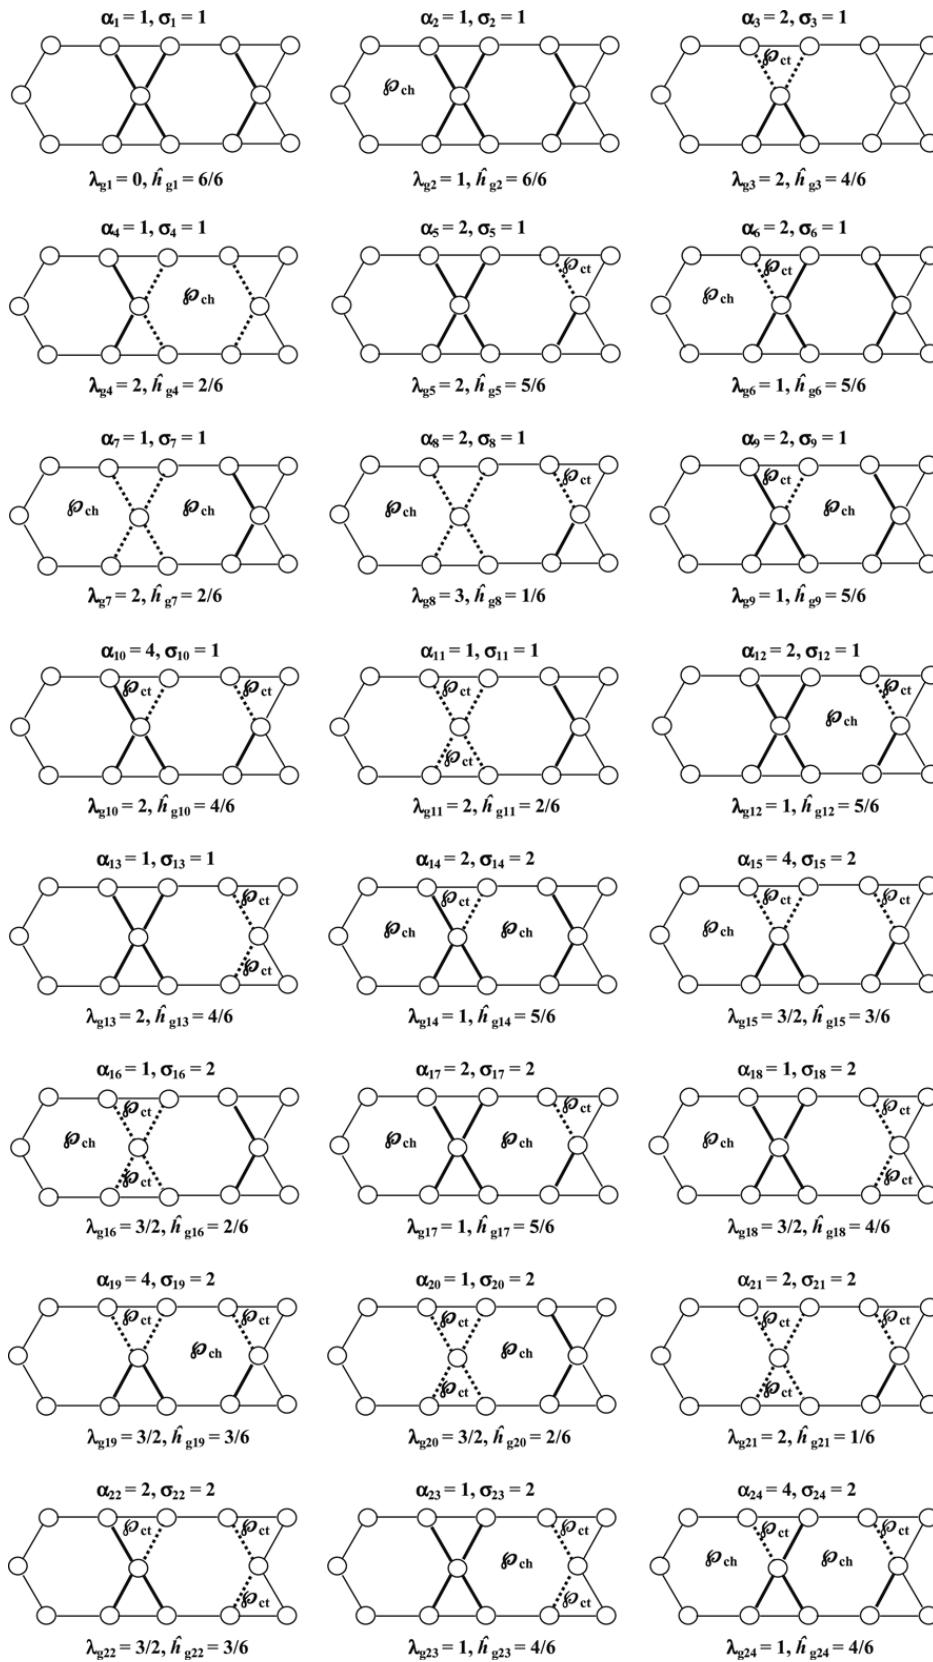 α₁ = 1, σ₁ = 1 α₂ = 1, σ₂ = 1 α₃ = 2, σ₃ = 1
℘ct
℘ch
λg1 = 0, ĥg1 = 6/6 λg2 = 1, ĥg2 = 6/6 λg3 = 2, ĥg3 = 4/6
α₄ = 1, σ₄ = 1 α₅ = 2, σ₅ = 1 α₆ = 2, σ₆ = 1
℘ct ℘ct
℘ch ℘ch
λg4 = 2, ĥg4 = 2/6 λg5 = 2, ĥg5 = 5/6 λg6 = 1, ĥg6 = 5/6
α₇ = 1, σ₇ = 1 α₈ = 2, σ₈ = 1 α₉ = 2, σ₉ = 1
℘ct ℘ct
℘ch ℘ch ℘ch ℘ch
λg7 = 2, ĥg7 = 2/6 λg8 = 3, ĥg8 = 1/6 λg9 = 1, ĥg9 = 5/6
α₁₀ = 4, σ₁₀ = 1 α₁₁ = 1, σ₁₁ = 1 α₁₂ = 2, σ₁₂ = 1
℘ct ℘ct ℘ct ℘ct
℘ch
℘ct
λg10 = 2, ĥg10 = 4/6 λg11 = 2, ĥg11 = 2/6 λg12 = 1, ĥg12 = 5/6
α₁₃ = 1, σ₁₃ = 1 α₁₄ = 2, σ₁₄ = 2 α₁₅ = 4, σ₁₅ = 2
℘ct ℘ct ℘ct ℘ct
℘ch ℘ch ℘ch
℘ct
λg13 = 2, ĥg13 = 4/6 λg14 = 1, ĥg14 = 5/6 λg15 = 3/2, ĥg15 = 3/6
α₁₆ = 1, σ₁₆ = 2 α₁₇ = 2, σ₁₇ = 2 α₁₈ = 1, σ₁₈ = 2
℘ct ℘ct ℘ct
℘ch ℘ch ℘ch ℘ch
℘ct ℘ct
λg16 = 3/2, ĥg16 = 2/6 λg17 = 1, ĥg17 = 5/6 λg18 = 3/2, ĥg18 = 4/6
α₁₉ = 4, σ₁₉ = 2 α₂₀ = 1, σ₂₀ = 2 α₂₁ = 2, σ₂₁ = 2
℘ct ℘ct ℘ct ℘ct ℘ct
℘ch ℘ch
℘ct ℘ct
λg19 = 3/2, ĥg19 = 3/6 λg20 = 3/2, ĥg20 = 2/6 λg21 = 2, ĥg21 = 1/6
α₂₂ = 2, σ₂₂ = 2 α₂₃ = 1, σ₂₃ = 2 α₂₄ = 4, σ₂₄ = 2
℘ct ℘ct ℘ct ℘ct ℘ct
℘ch ℘ch ℘ch
℘ct ℘ct
λg22 = 3/2, ĥg22 = 3/6 λg23 = 1, ĥg23 = 4/6 λg24 = 1, ĥg24 = 4/6